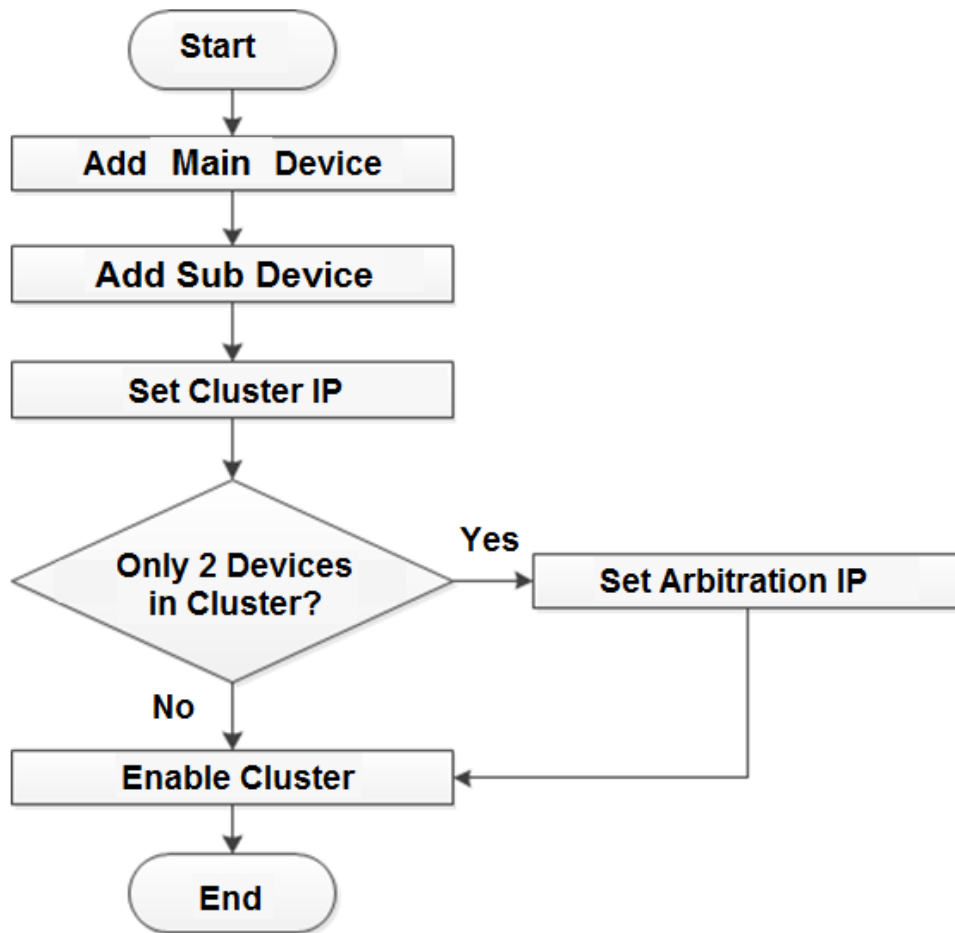 Start
Add Main Device
Add Sub Device
Set Cluster IP
Only 2 Devices
in Cluster?
Yes
Set Arbitration IP
No
Enable Cluster
End